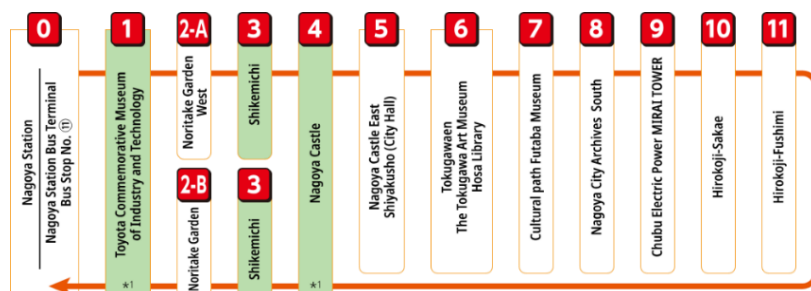 0
Nagoya Station
Nagoya Station Bus Terminal
Bus Stop No. ⑪
1
Toyota Commemorative Museum
of Industry and Technology
*1
2-A
Noritake Garden
West
2-B
Noritake Garden
3
Shikemichi
3
Shikemichi
4
Nagoya Castle
*1
5
Nagoya Castle East
Shiyakusho (City Hall)
6
Tokugawaen
The Tokugawa Art Museum
Hosa Library
7
Cultural path Futaba Museum
8
Nagoya City Archives South
9
Chubu Electric Power MIRAI TOWER
10
Hirokoji-Sakae
11
Hirokoji-Fushimi